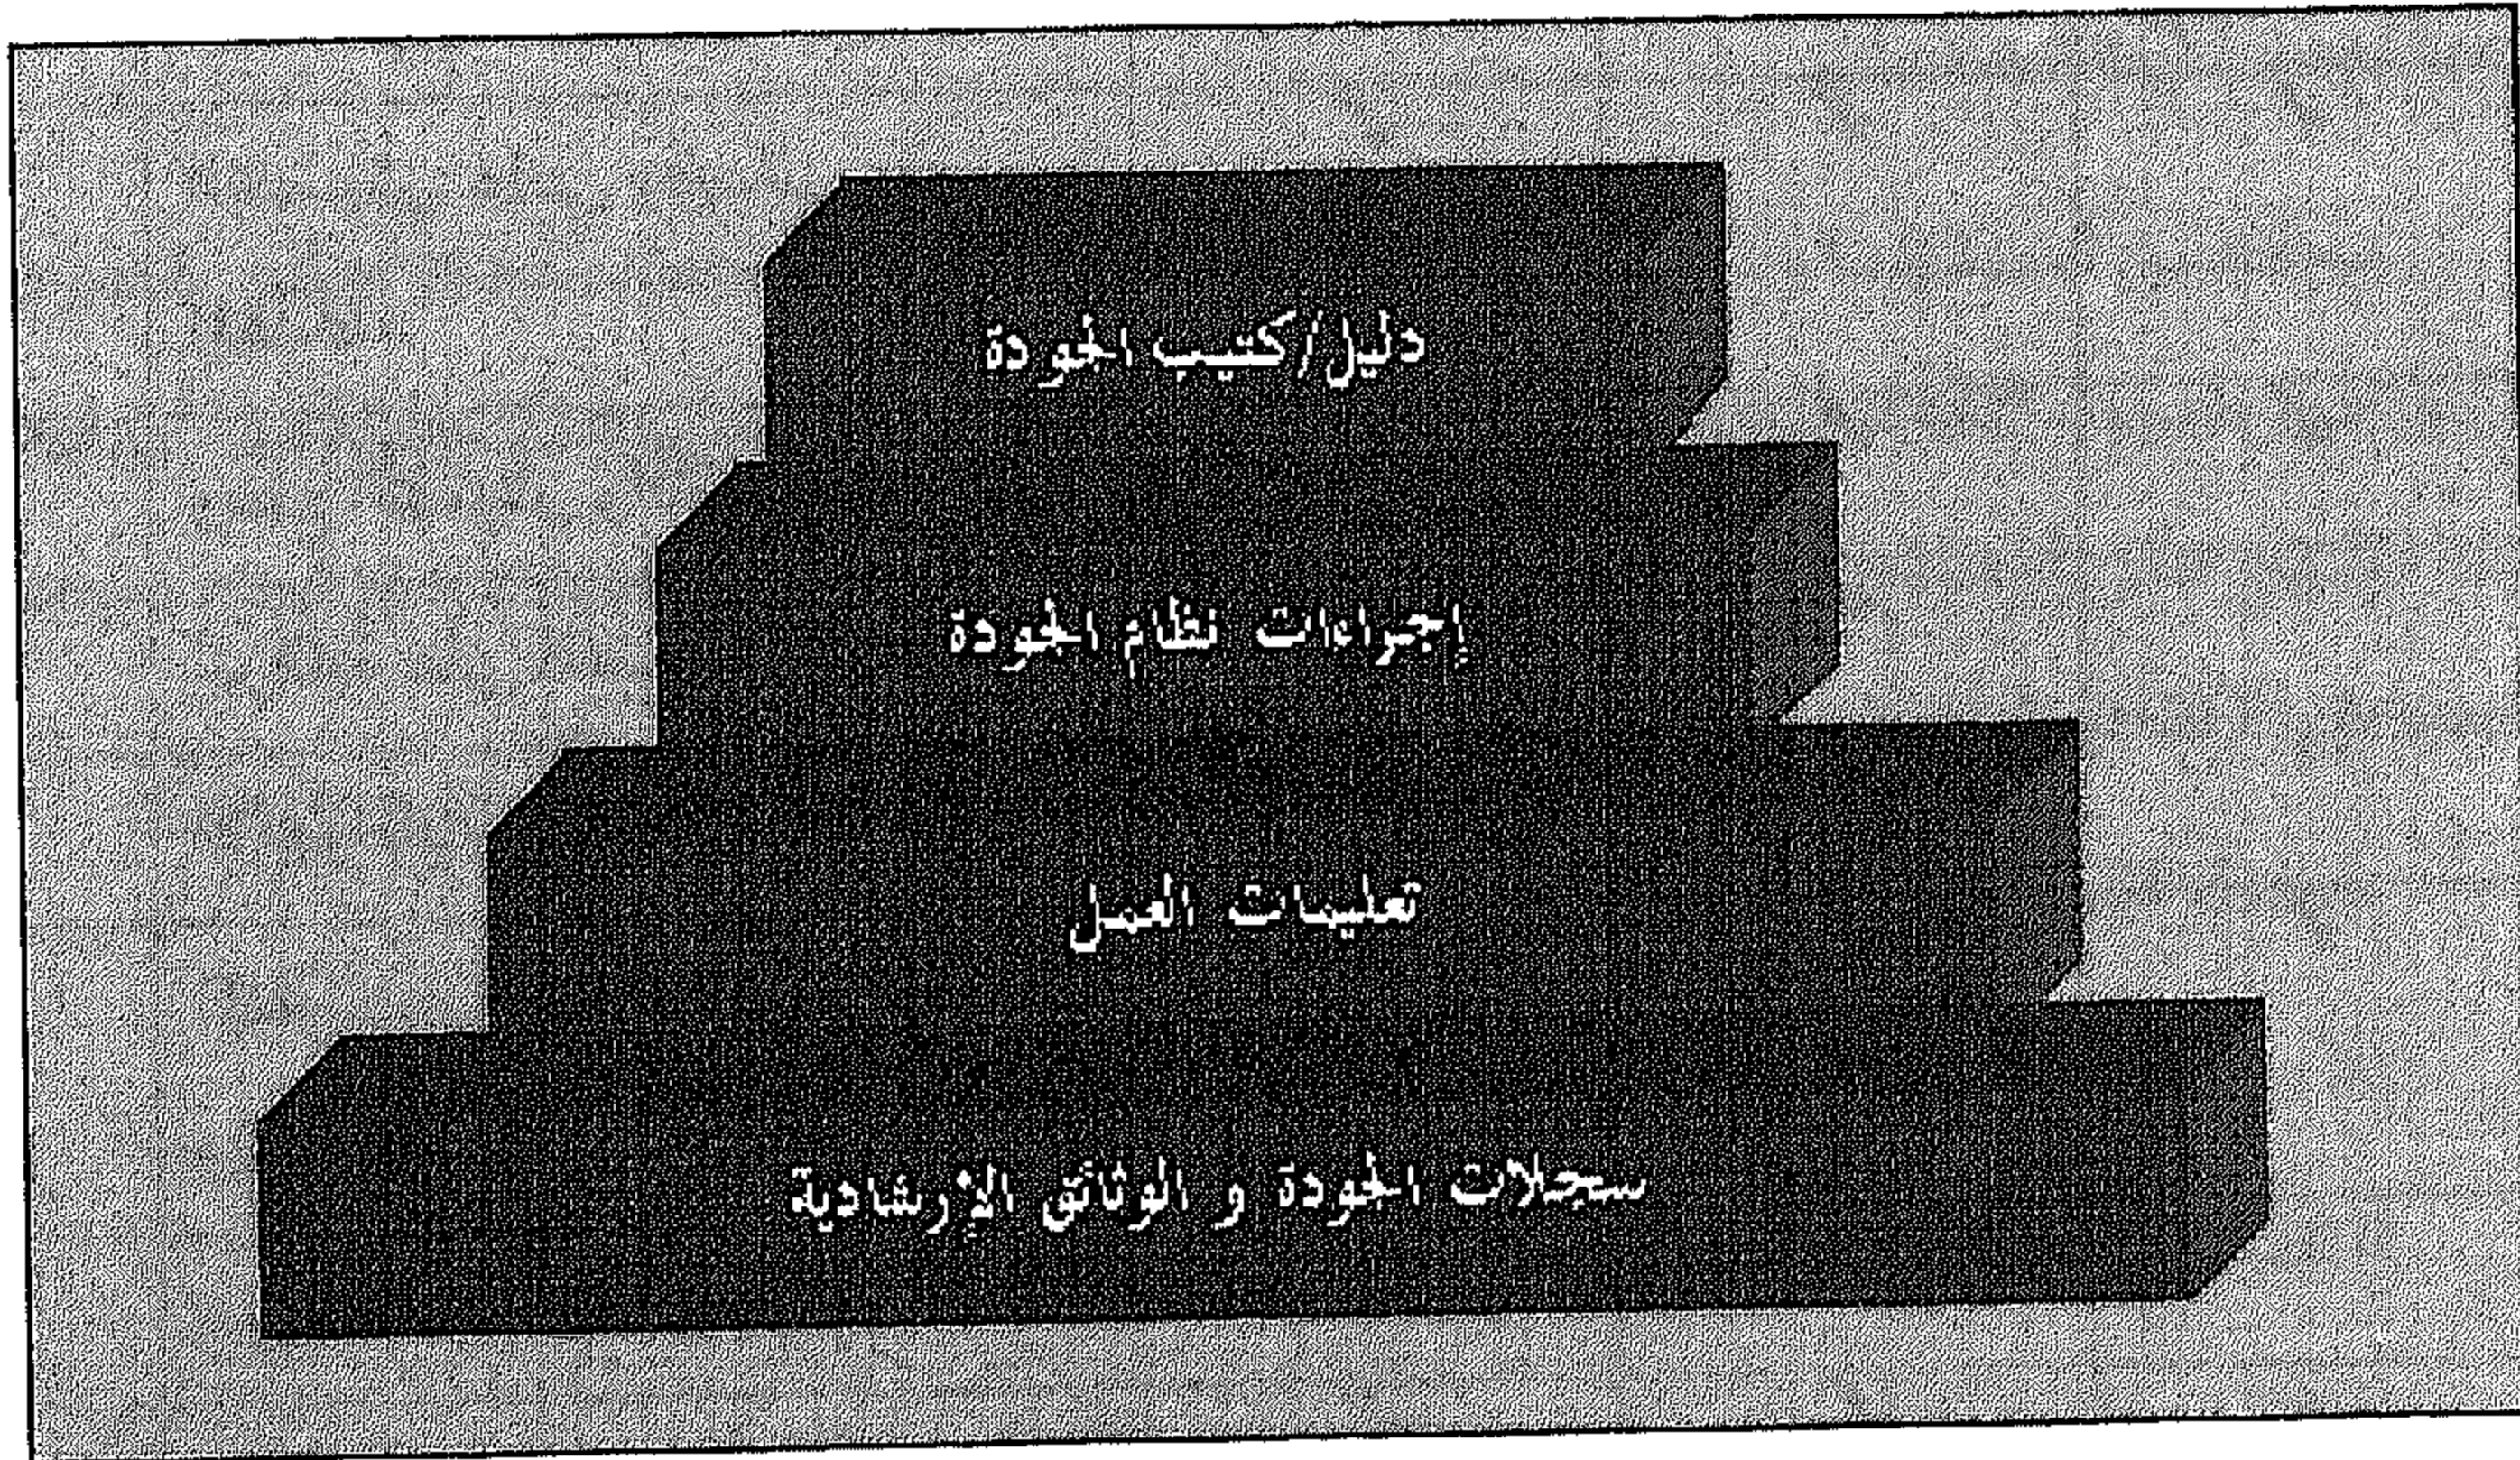 دليل/كتيب الجودة
إجراءات نظام الجودة
تعليمات العمل
سجلات الجودة و الوثائق الإرشادية